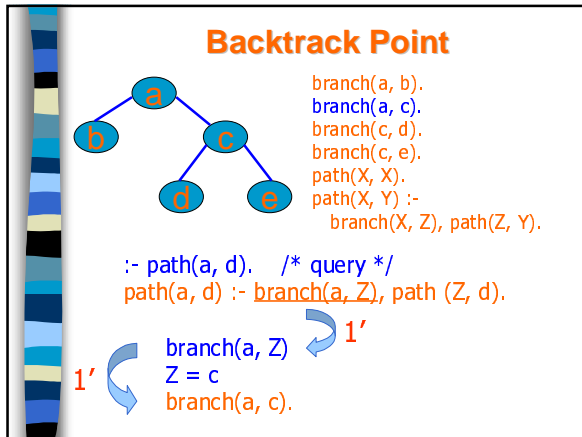 Backtrack Point
a
b
c
d
e
branch(a, b).
branch(a, c).
branch(c, d).
branch(c, e).
path(X, X).
path(X, Y) :-
branch(X, Z), path(Z, Y).
:- path(a, d). /* query */
path(a, d) :- branch(a, Z), path (Z, d).
1’
branch(a, Z)
Z = c
1’
branch(a, c).